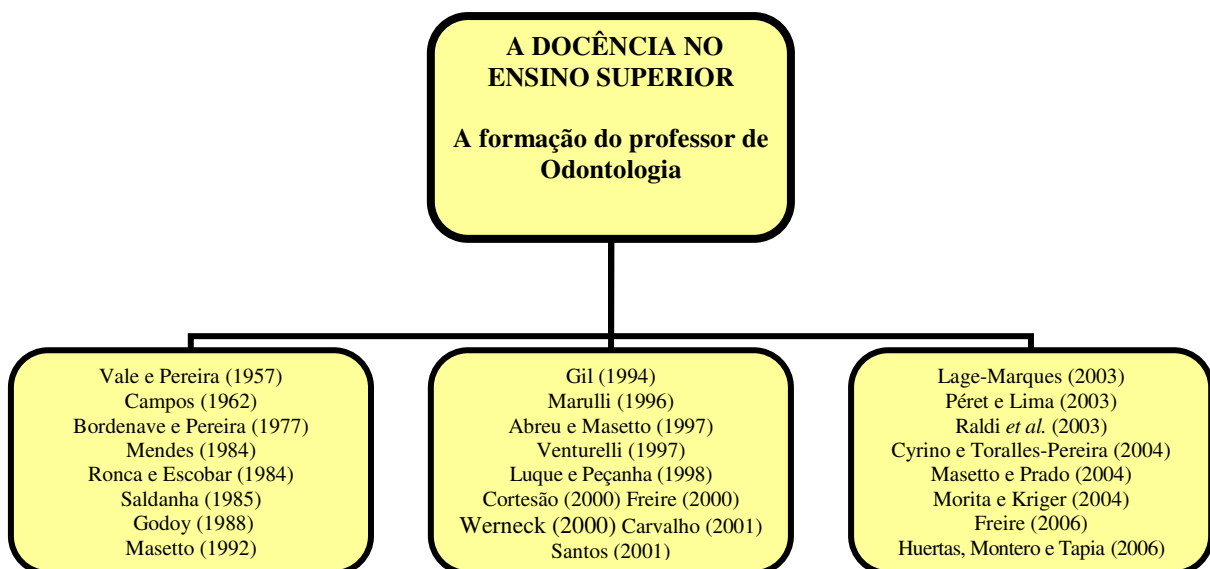 A DOCÊNCIA NO
ENSINO SUPERIOR
A formação do professor de
Odontologia
Vale e Pereira (1957)
Campos (1962)
Bordenave e Pereira (1977)
Mendes (1984)
Ronca e Escobar (1984)
Saldanha (1985)
Godoy (1988)
Masetto (1992)
Gil (1994)
Marulli (1996)
Abreu e Masetto (1997)
Venturelli (1997)
Luque e Peçanha (1998)
Cortesão (2000) Freire (2000)
Werneck (2000) Carvalho (2001)
Santos (2001)
Lage-Marques (2003)
Péret e Lima (2003)
Raldi et al. (2003)
Cyrino e Toralles-Pereira (2004)
Masetto e Prado (2004)
Morita e Kriger (2004)
Freire (2006)
Huertas, Montero e Tapia (2006)